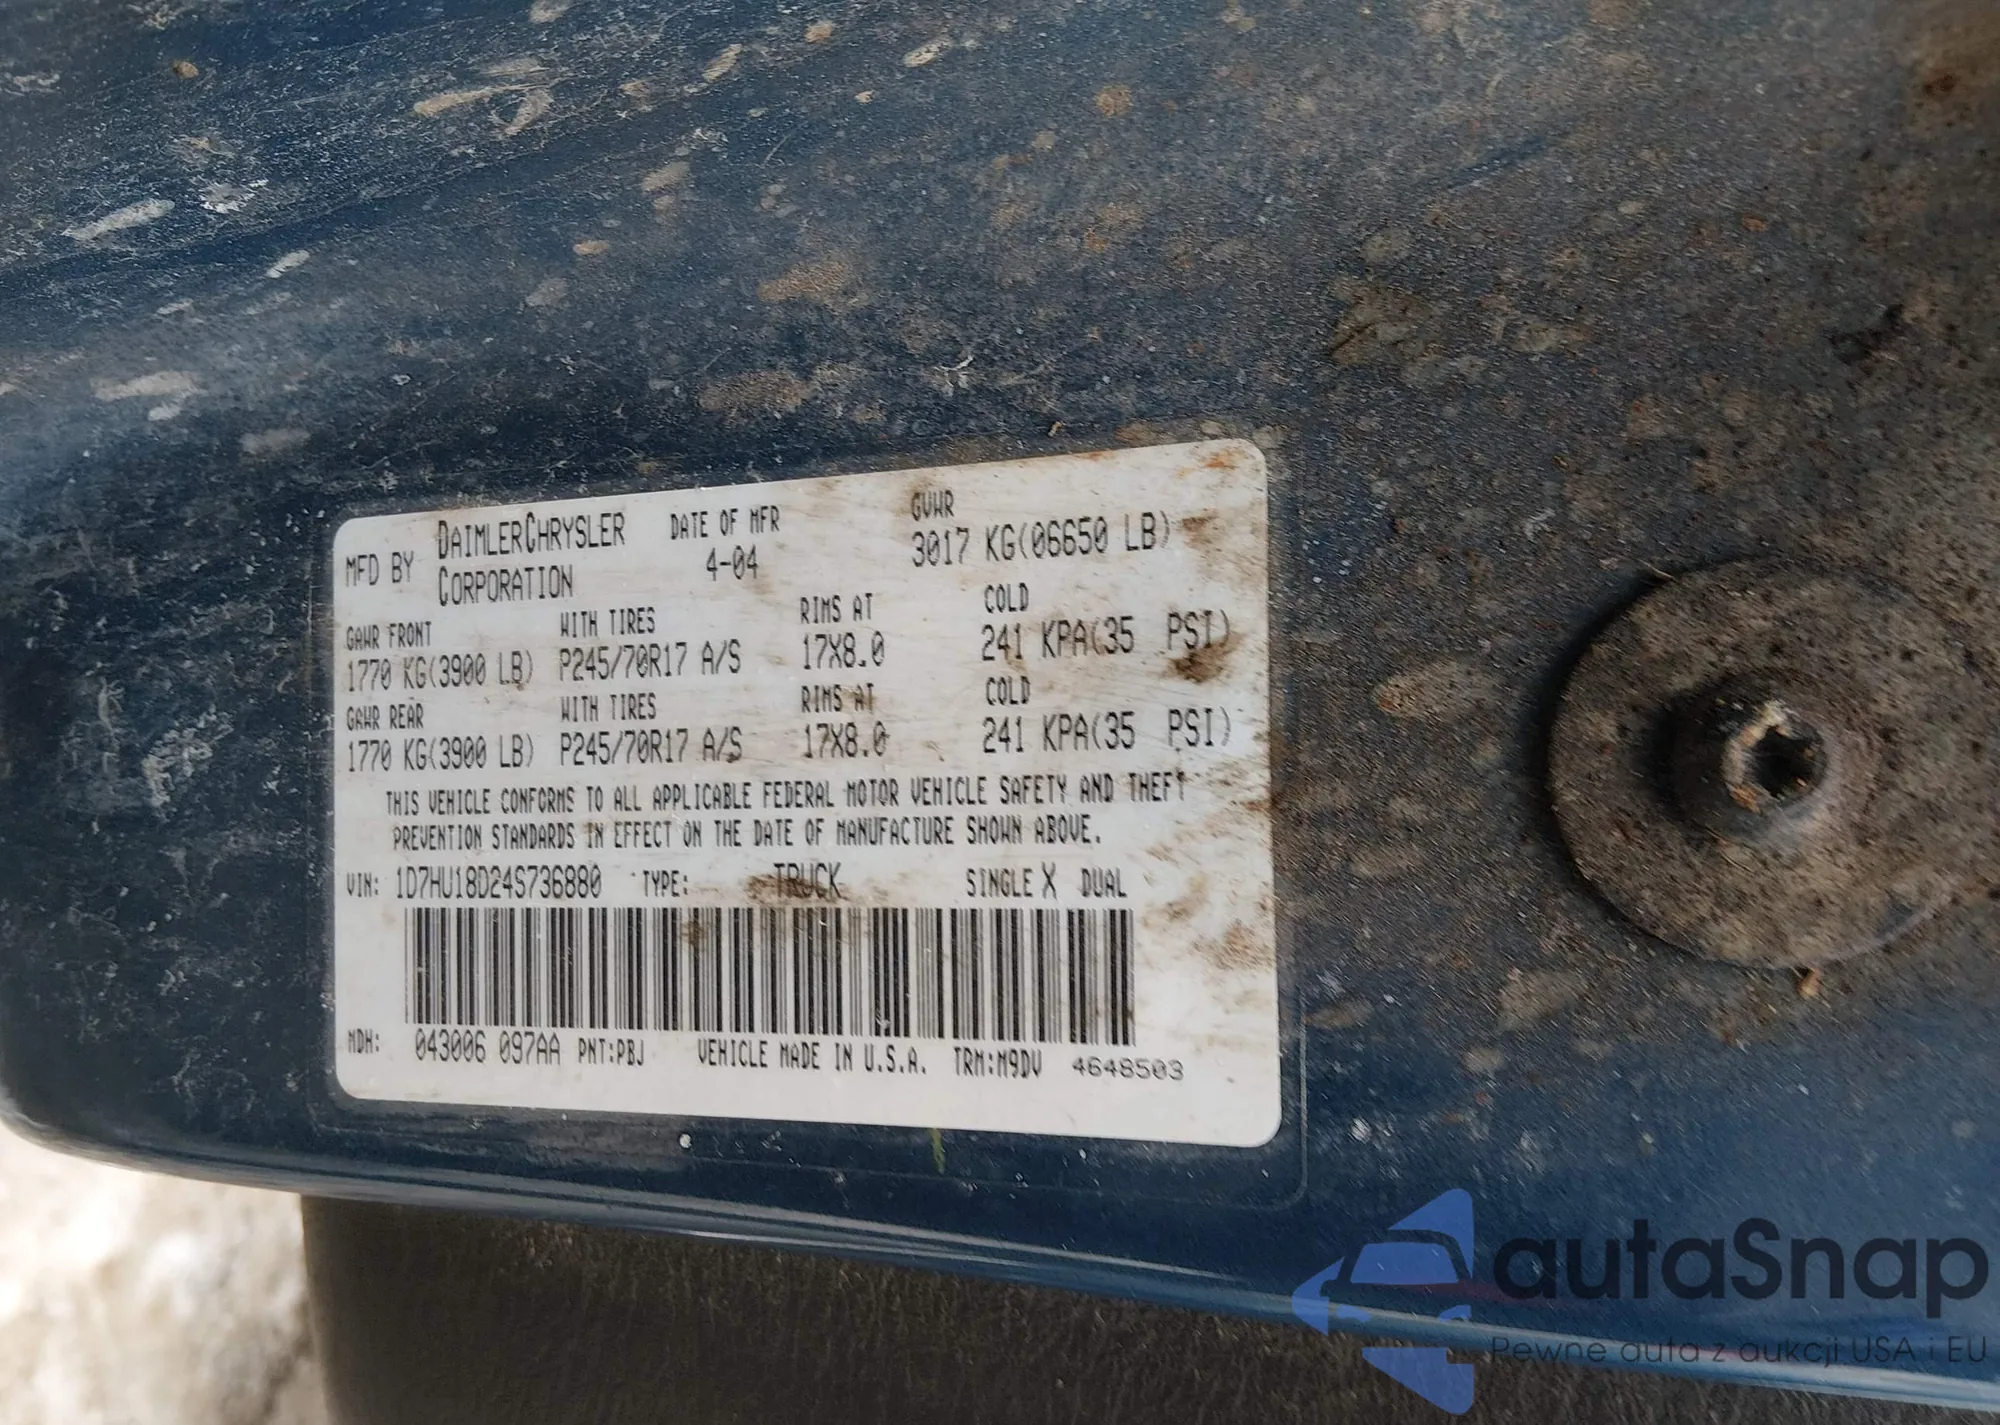 MFD BY DAIMLERCHRYSLER CORPORATION DATE OF MFR 4-04 GVWR 3017 KG(06650 LB)
GAWR FRONT WITH TIRES RIMS AT COLD
1770 KG(3900 LB) P245/70R17 A/S 17X8.0 241 KPA(35 PSI)
GAWR REAR WITH TIRES RIMS AT COLD
1770 KG(3900 LB) P245/70R17 A/S 17X8.0 241 KPA(35 PSI)
THIS VEHICLE CONFORMS TO ALL APPLICABLE FEDERAL MOTOR VEHICLE SAFETY AND THEFT
PREVENTION STANDARDS IN EFFECT ON THE DATE OF MANUFACTURE SHOWN ABOVE.
VIN: 1D7HU18D24S736880 TYPE: TRUCK SINGLE X DUAL
MDH: 043006 097AA PNT:PBJ VEHICLE MADE IN U.S.A. TRM:M9DV 4648503
autaSnap
Pewne auta z aukcji USA i EU